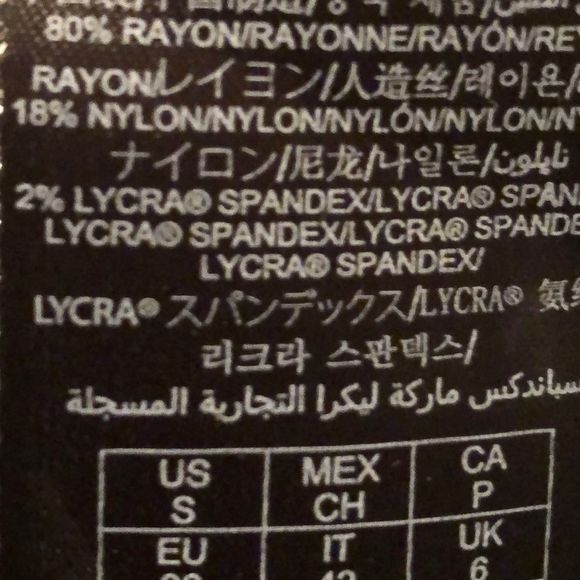 80% RAYON/RAYONNE/RAYÓN/RE
RAYON/レイヨン/人造丝/레이온/
18% NYLON/NYLON/NYLÓN/NYLON/N
ナイロン/尼龙/나일론/نايلون
2% LYCRA® SPANDEX/LYCRA® SPAN
LYCRA® SPANDEX/LYCRA® SPANDE
LYCRA® SPANDEX/
LYCRA® スパンデックス/LYCRA® 氨
리크라 스판덱스/
سباندكس ماركة ليكرا التجارية المسجلة
US MEX CA
S CH P
EU IT UK
6